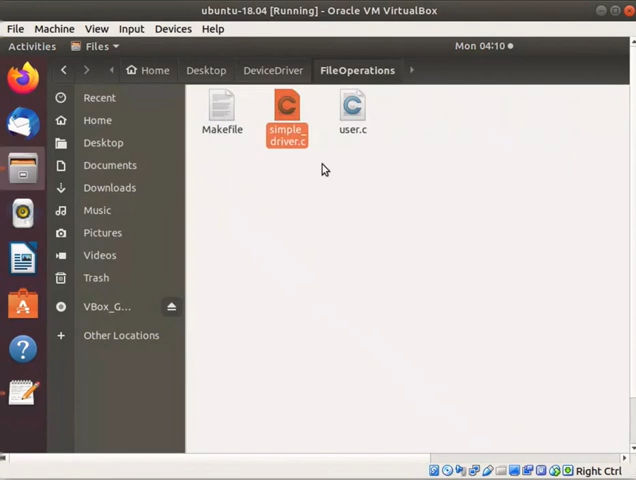 ubuntu-18.04 [Running] - Oracle VM VirtualBox
File Machine View Input Devices Help
Activities Files Mon 04:10
Home Desktop DeviceDriver FileOperations
Recent
Home
Desktop
Documents
Downloads
Music
Pictures
Videos
Trash
VBox_G...
Other Locations
Makefile
simple_
driver.c
user.c
Right Ctrl